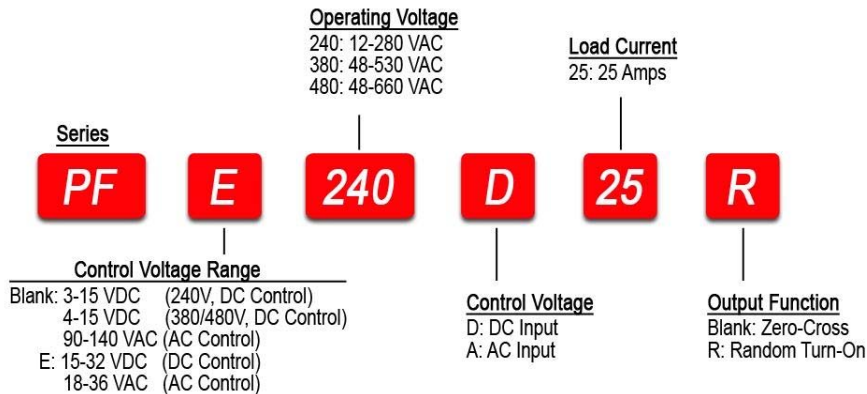 Operating Voltage
240: 12-280 VAC
380: 48-530 VAC
480: 48-660 VAC
Load Current
25: 25 Amps
Series
PF E 240 D 25 R
Control Voltage Range
Blank: 3-15 VDC (240V, DC Control)
4-15 VDC (380/480V, DC Control)
90-140 VAC (AC Control)
E: 15-32 VDC (DC Control)
18-36 VAC (AC Control)
Control Voltage
D: DC Input
A: AC Input
Output Function
Blank: Zero-Cross
R: Random Turn-On